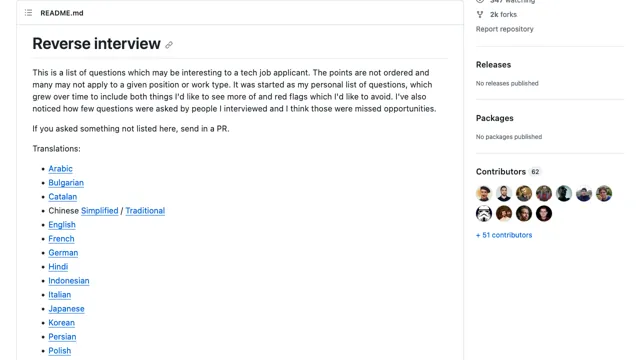 347 watching
README.md
2k forks
Report repository
Reverse interview
This is a list of questions which may be interesting to a tech job applicant. The points are not ordered and
many may not apply to a given position or work type. It was started as my personal list of questions, which
grew over time to include both things I'd like to see more of and red flags which I'd like to avoid. I've also
noticed how few questions were asked by people I interviewed and I think those were missed opportunities.
If you asked something not listed here, send in a PR.
Translations:
• Arabic
• Bulgarian
• Catalan
• Chinese Simplified / Traditional
• English
• French
• German
• Hindi
• Indonesian
• Italian
• Japanese
• Korean
• Persian
• Polish
Releases
No releases published
Packages
No packages published
Contributors 62
+ 51 contributors